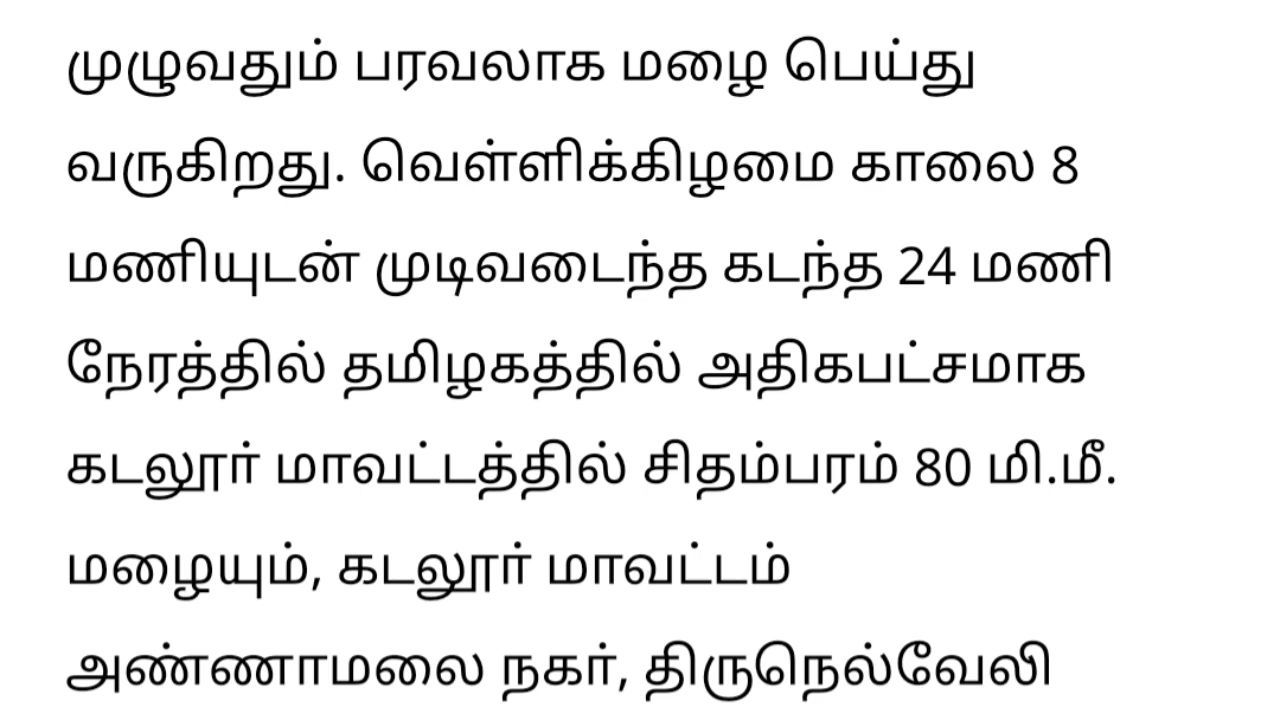 முழுவதும் பரவலாக மழை பெய்து
வருகிறது. வெள்ளிக்கிழமை காலை 8
மணியுடன் முடிவடைந்த கடந்த 24 மணி
நேரத்தில் தமிழகத்தில் அதிகபட்சமாக
கடலூர் மாவட்டத்தில் சிதம்பரம் 80 மி.மீ.
மழையும், கடலூர் மாவட்டம்
அண்ணாமலை நகர், திருநெல்வேலி